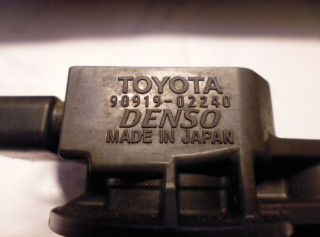 TOYOTA
90919-02240
DENSO
MADE IN JAPAN